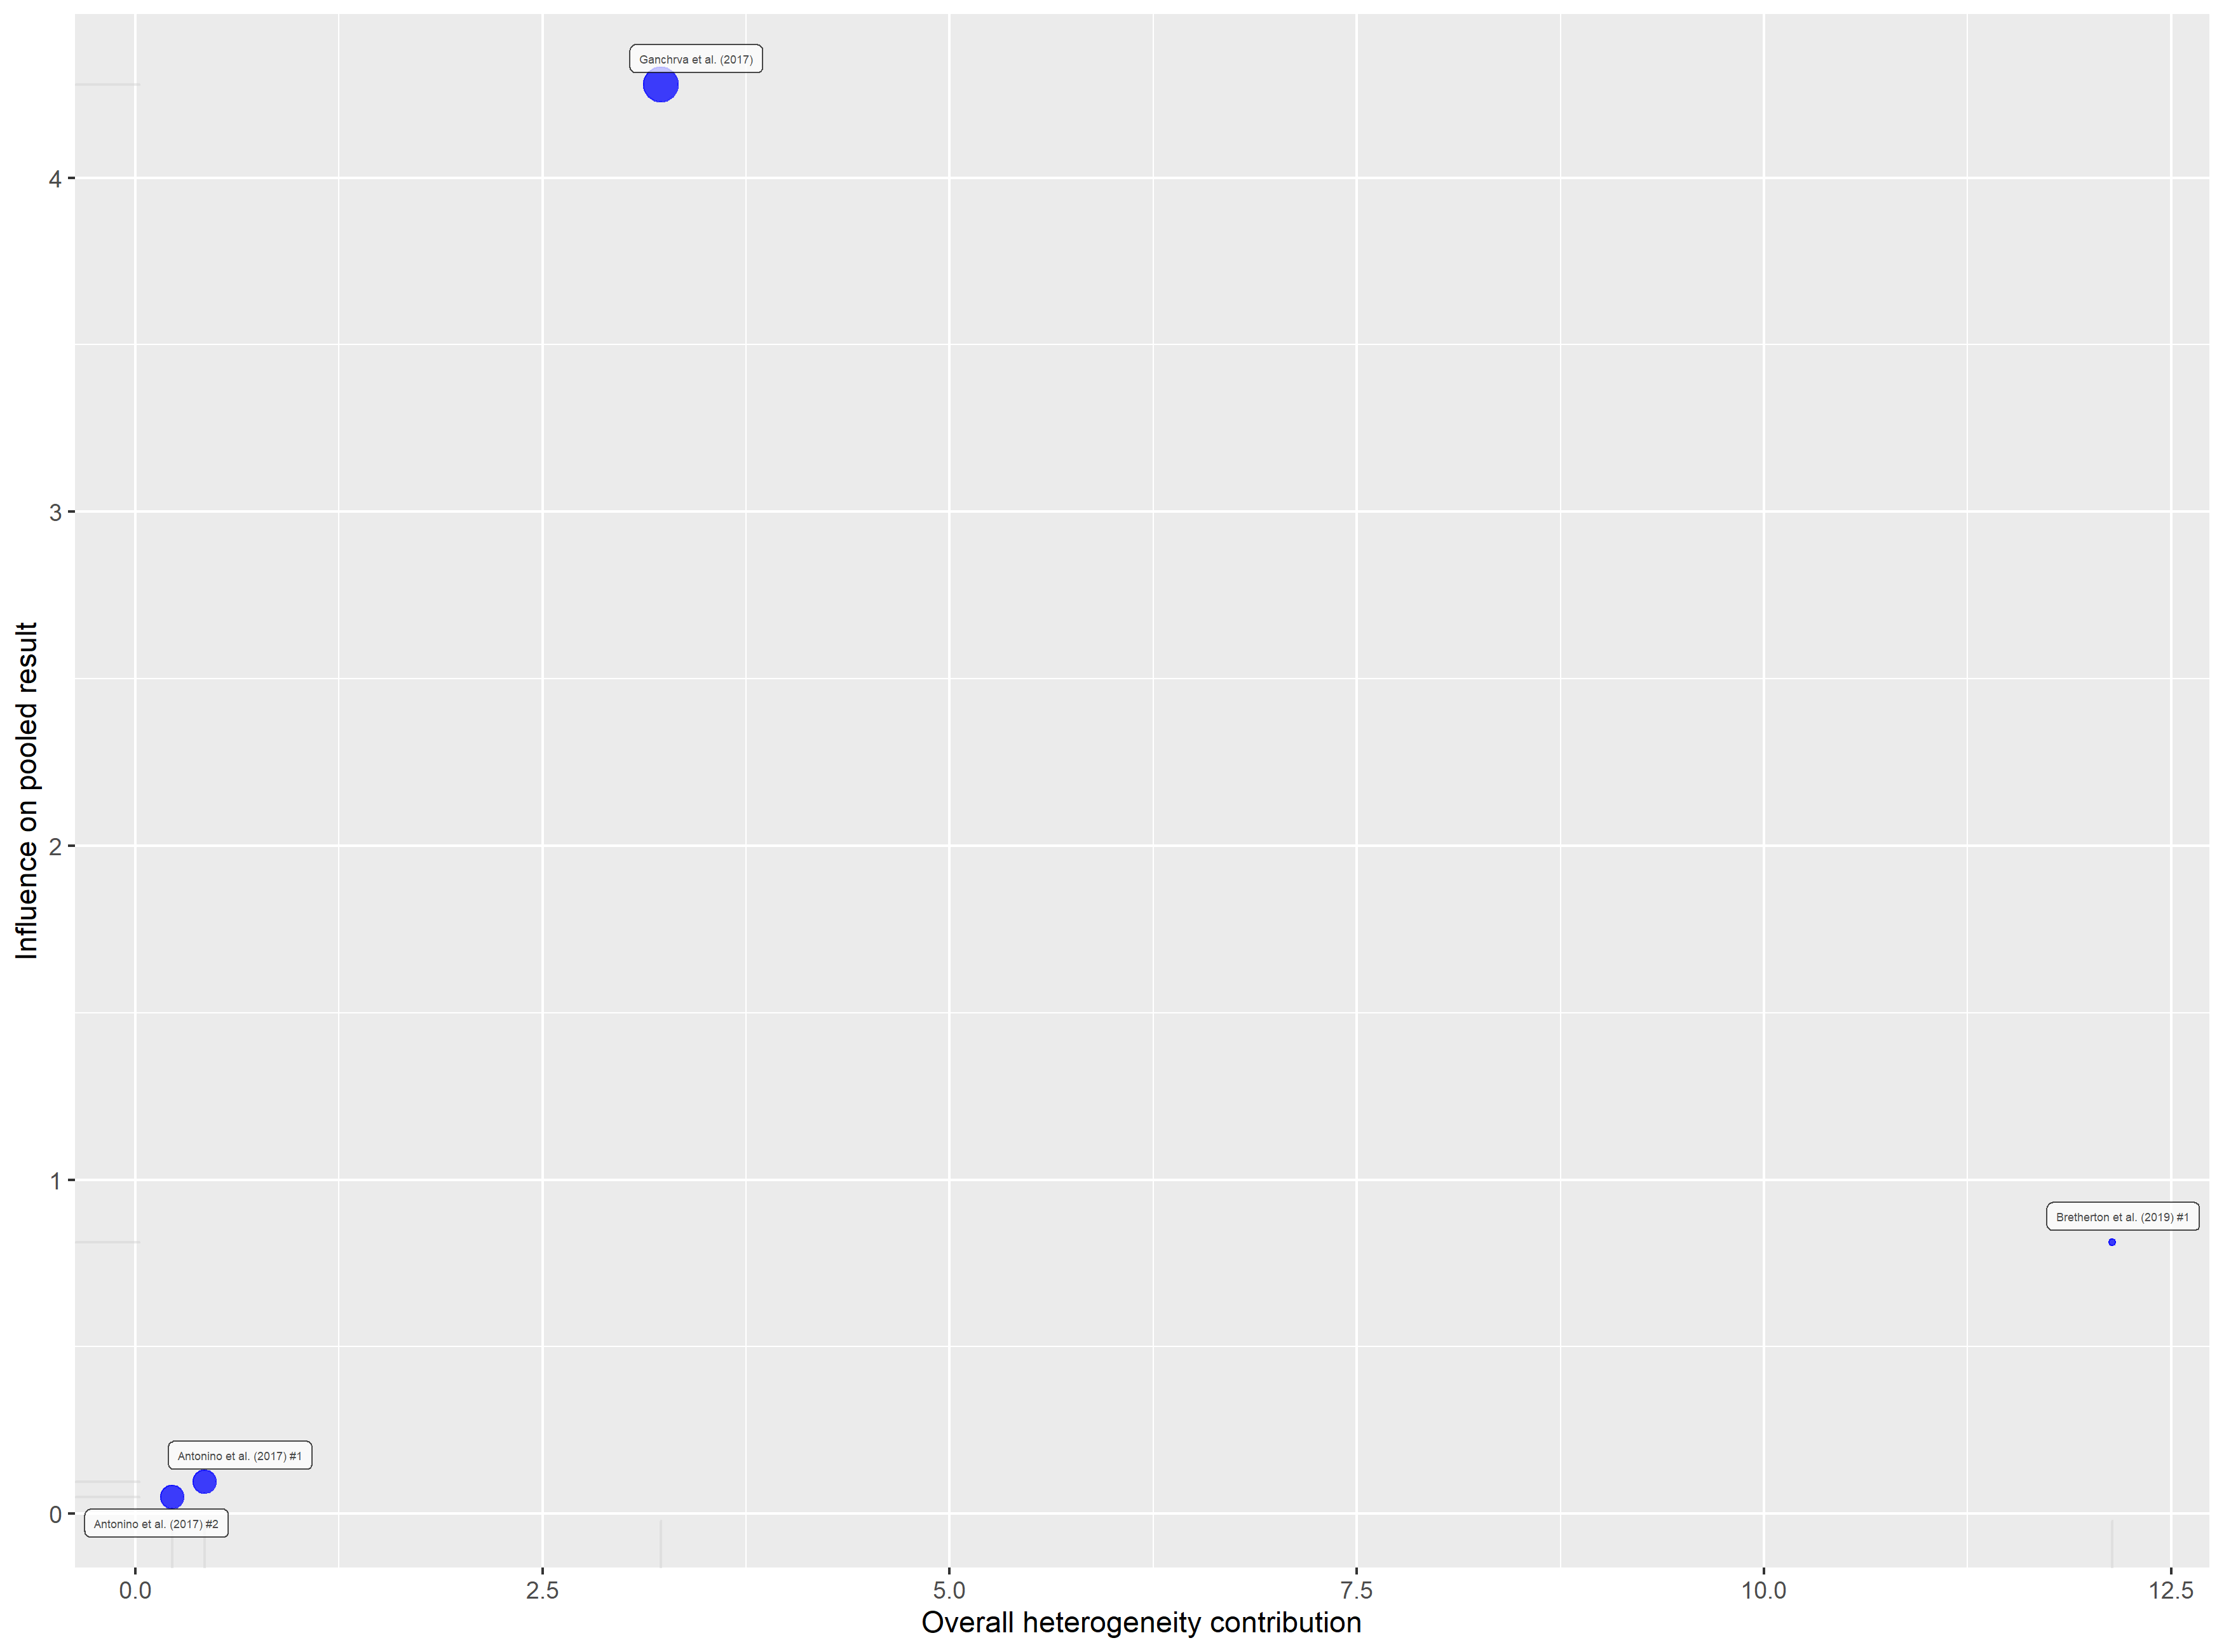 Ganchrva et al. (2017)
4
3
2
1
0
Influence on pooled result
Bretherton et al. (2019) #1
Antonino et al. (2017) #1
Antonino et al. (2017) #2
0.0 2.5 5.0 7.5 10.0 12.5
Overall heterogeneity contribution